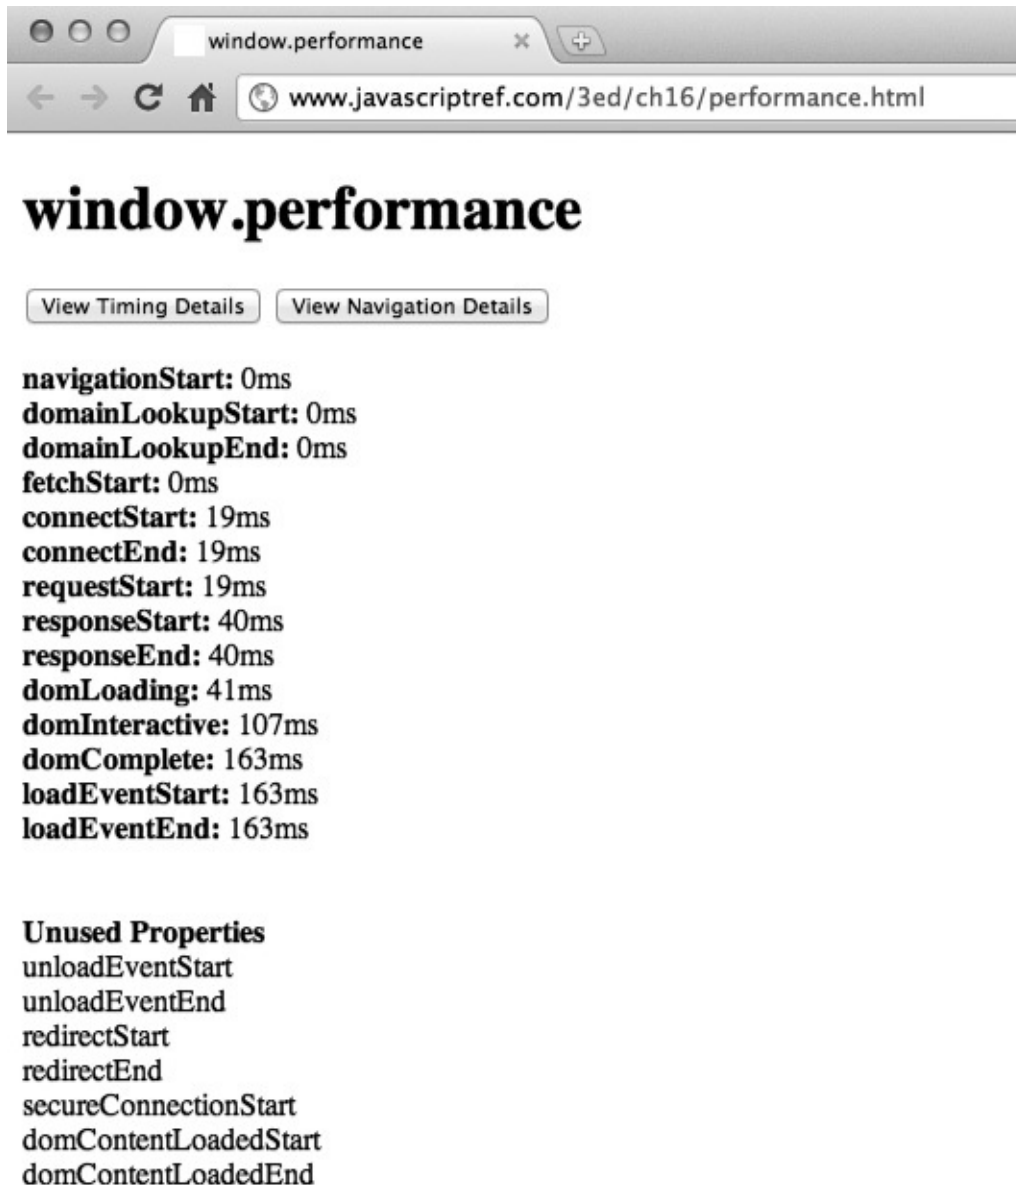 window.performance
www.javascriptref.com/3ed/ch16/performance.html
window.performance
View Timing Details View Navigation Details
navigationStart: 0ms
domainLookupStart: 0ms
domainLookupEnd: 0ms
fetchStart: 0ms
connectStart: 19ms
connectEnd: 19ms
requestStart: 19ms
responseStart: 40ms
responseEnd: 40ms
domLoading: 41ms
domInteractive: 107ms
domComplete: 163ms
loadEventStart: 163ms
loadEventEnd: 163ms
Unused Properties
unloadEventStart
unloadEventEnd
redirectStart
redirectEnd
secureConnectionStart
domContentLoadedStart
domContentLoadedEnd